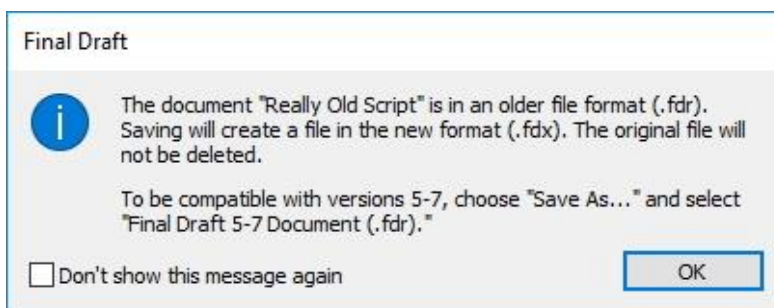 Final Draft
The document "Really Old Script" is in an older file format (.fdr).
Saving will create a file in the new format (.fdx). The original file will
not be deleted.
To be compatible with versions 5-7, choose "Save As..." and select
"Final Draft 5-7 Document (.fdr)."
Don't show this message again
OK